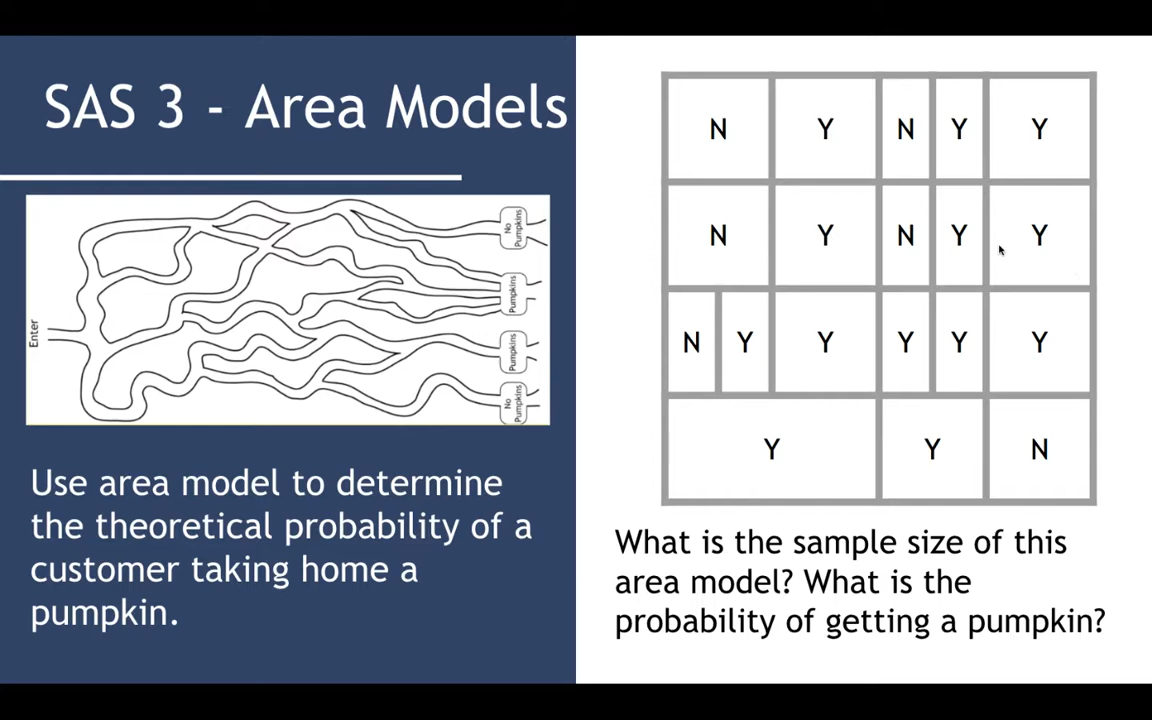 SAS 3 - Area Models
Enter
No
Pumpkins
Pumpkins
Pumpkins
No
Pumpkins
Use area model to determine
the theoretical probability of a
customer taking home a
pumpkin.
N Y N Y Y
N Y N Y Y
N Y Y Y Y Y
Y Y N
What is the sample size of this
area model? What is the
probability of getting a pumpkin?